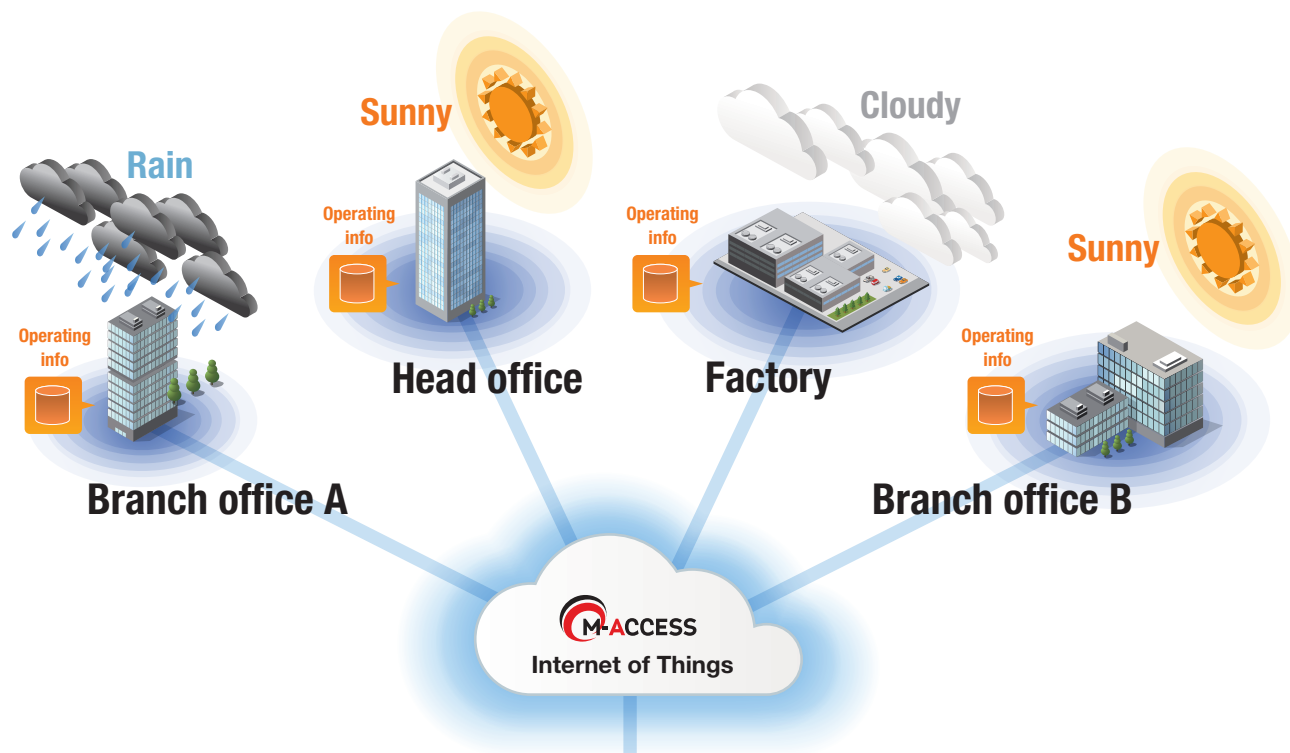 Sunny
Cloudy
Rain
Operating
info
Operating
info
Sunny
Operating
info
Operating
info
Head office
Factory
Branch office A
Branch office B
M-ACCESS
Internet of Things